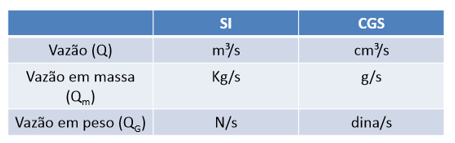 SI CGS
Vazão (Q) m³/s cm³/s
Vazão em massa Kg/s g/s
(Qm)
Vazão em peso (QG) N/s dina/s